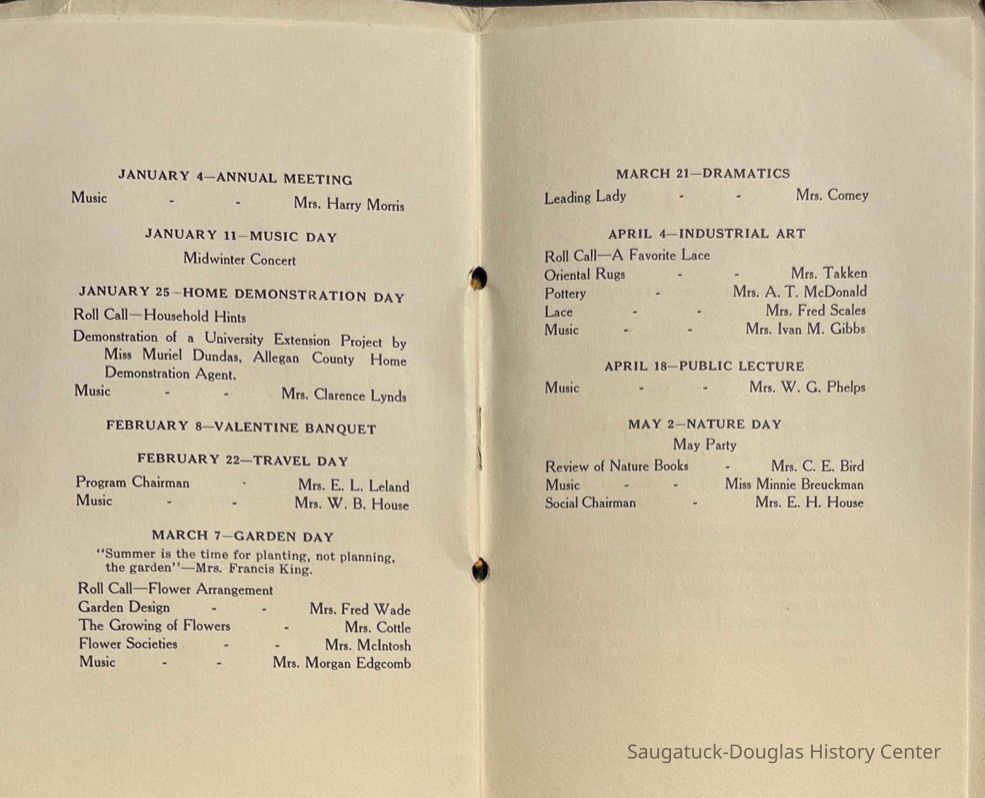 JANUARY 4—ANNUAL MEETING
Music - - Mrs. Harry Morris
JANUARY 11—MUSIC DAY
Midwinter Concert
JANUARY 25—HOME DEMONSTRATION DAY
Roll Call—Household Hints
Demonstration of a University Extension Project by
Miss Muriel Dundas, Allegan County Home
Demonstration Agent.
Music - - Mrs. Clarence Lynds
FEBRUARY 8—VALENTINE BANQUET
FEBRUARY 22—TRAVEL DAY
Program Chairman - Mrs. E. L. Leland
Music - - Mrs. W. B. House
MARCH 7—GARDEN DAY
"Summer is the time for planting, not planning,
the garden"—Mrs. Francis King.
Roll Call—Flower Arrangement
Garden Design - - Mrs. Fred Wade
The Growing of Flowers - Mrs. Cottle
Flower Societies - - Mrs. McIntosh
Music - - Mrs. Morgan Edgcomb
MARCH 21—DRAMATICS
Leading Lady - - Mrs. Comey
APRIL 4—INDUSTRIAL ART
Roll Call—A Favorite Lace
Oriental Rugs - - Mrs. Takken
Pottery - Mrs. A. T. McDonald
Lace - - Mrs. Fred Scales
Music - - Mrs. Ivan M. Gibbs
APRIL 18—PUBLIC LECTURE
Music - - Mrs. W. G. Phelps
MAY 2—NATURE DAY
May Party
Review of Nature Books - Mrs. C. E. Bird
Music - - Miss Minnie Breuckman
Social Chairman - Mrs. E. H. House
Saugatuck-Douglas History Center